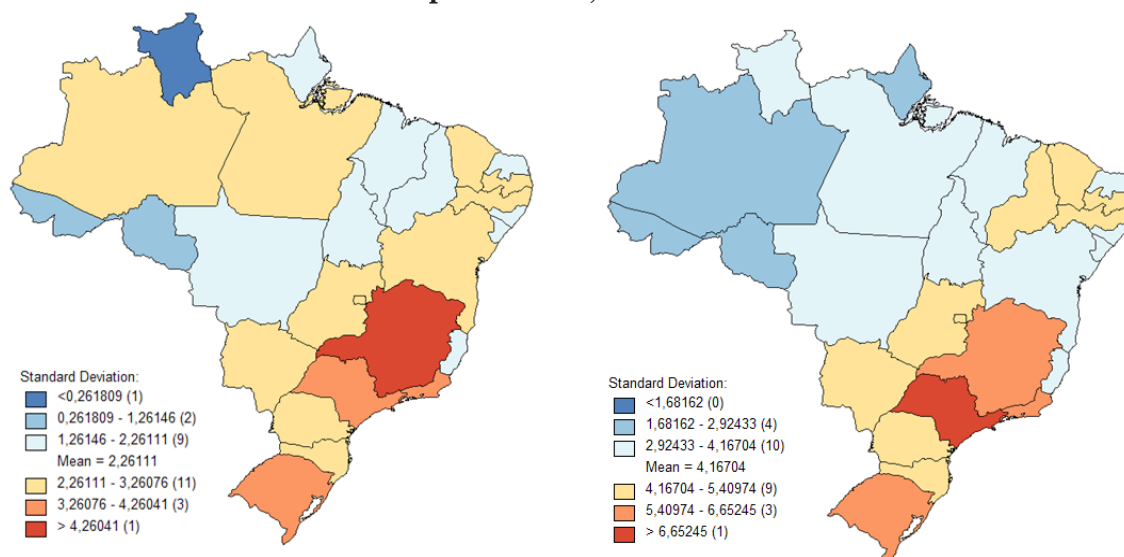 Standard Deviation:
<0,261809 (1)
0,261809 - 1,26146 (2)
1,26146 - 2,26111 (9)
Mean = 2,26111
2,26111 - 3,26076 (11)
3,26076 - 4,26041 (3)
> 4,26041 (1)
Standard Deviation:
<1,68162 (0)
1,68162 - 2,92433 (4)
2,92433 - 4,16704 (10)
Mean = 4,16704
4,16704 - 5,40974 (9)
5,40974 - 6,65245 (3)
> 6,65245 (1)